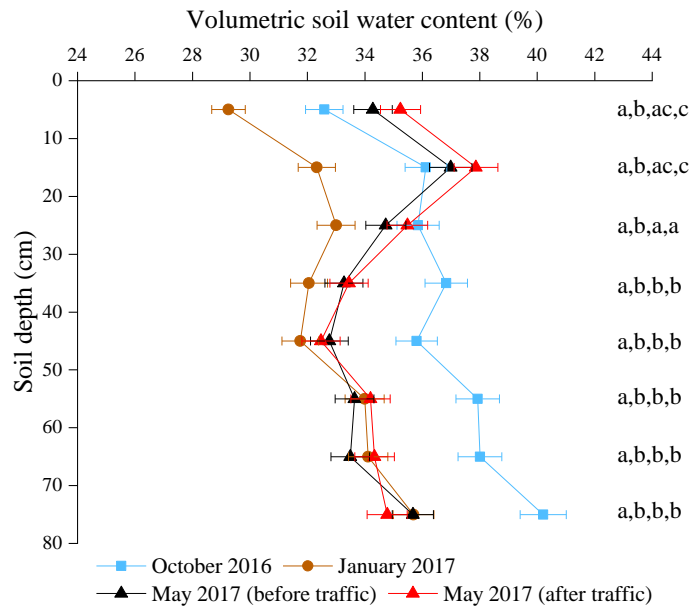 Volumetric soil water content (%)
24 26 28 30 32 34 36 38 40 42 44
Soil depth (cm)
0
10
20
30
40
50
60
70
80
a,b,ac,c
a,b,ac,c
a,b,a,a
a,b,b,b
a,b,b,b
a,b,b,b
a,b,b,b
a,b,b,b
October 2016 January 2017
May 2017 (before traffic) May 2017 (after traffic)